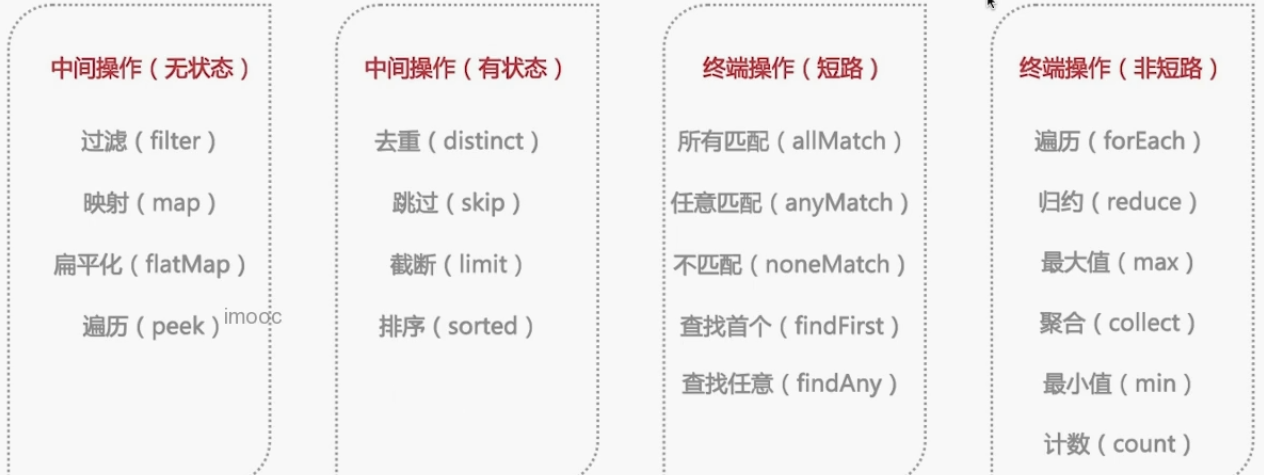 中间操作（无状态）
过滤（filter）
映射（map）
扁平化（flatMap）
遍历（peek）
imooc
中间操作（有状态）
去重（distinct）
跳过（skip）
截断（limit）
排序（sorted）
终端操作（短路）
所有匹配（allMatch）
任意匹配（anyMatch）
不匹配（noneMatch）
查找首个（findFirst）
查找任意（findAny）
终端操作（非短路）
遍历（forEach）
归约（reduce）
最大值（max）
聚合（collect）
最小值（min）
计数（count）